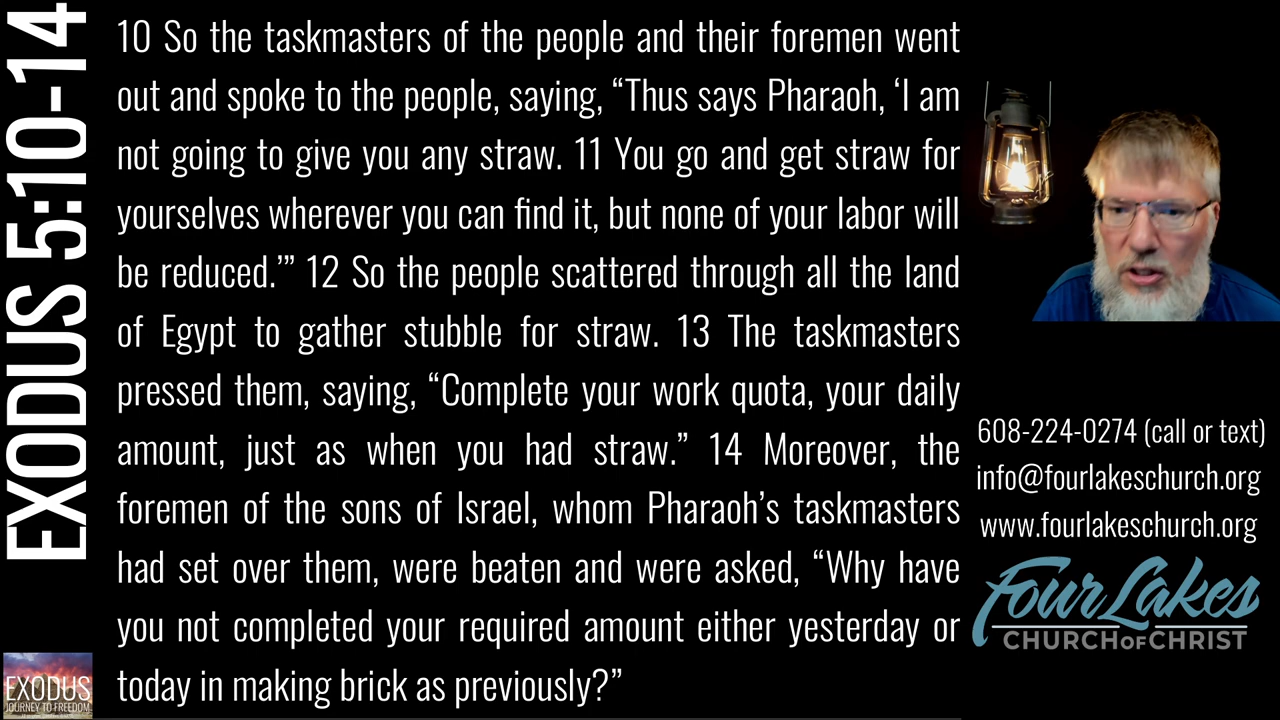 EXODUS 5:10-14
10 So the taskmasters of the people and their foremen went
out and spoke to the people, saying, “Thus says Pharaoh, ‘I am
not going to give you any straw. 11 You go and get straw for
yourselves wherever you can find it, but none of your labor will
be reduced.’” 12 So the people scattered through all the land
of Egypt to gather stubble for straw. 13 The taskmasters
pressed them, saying, “Complete your work quota, your daily
amount, just as when you had straw.” 14 Moreover, the
foremen of the sons of Israel, whom Pharaoh’s taskmasters
had set over them, were beaten and were asked, “Why have
you not completed your required amount either yesterday or
today in making brick as previously?”
608-224-0274 (call or text)
info@fourlakeschurch.org
www.fourlakeschurch.org
Four Lakes
CHURCH OF CHRIST
EXODUS
JOURNEY TO FREEDOM